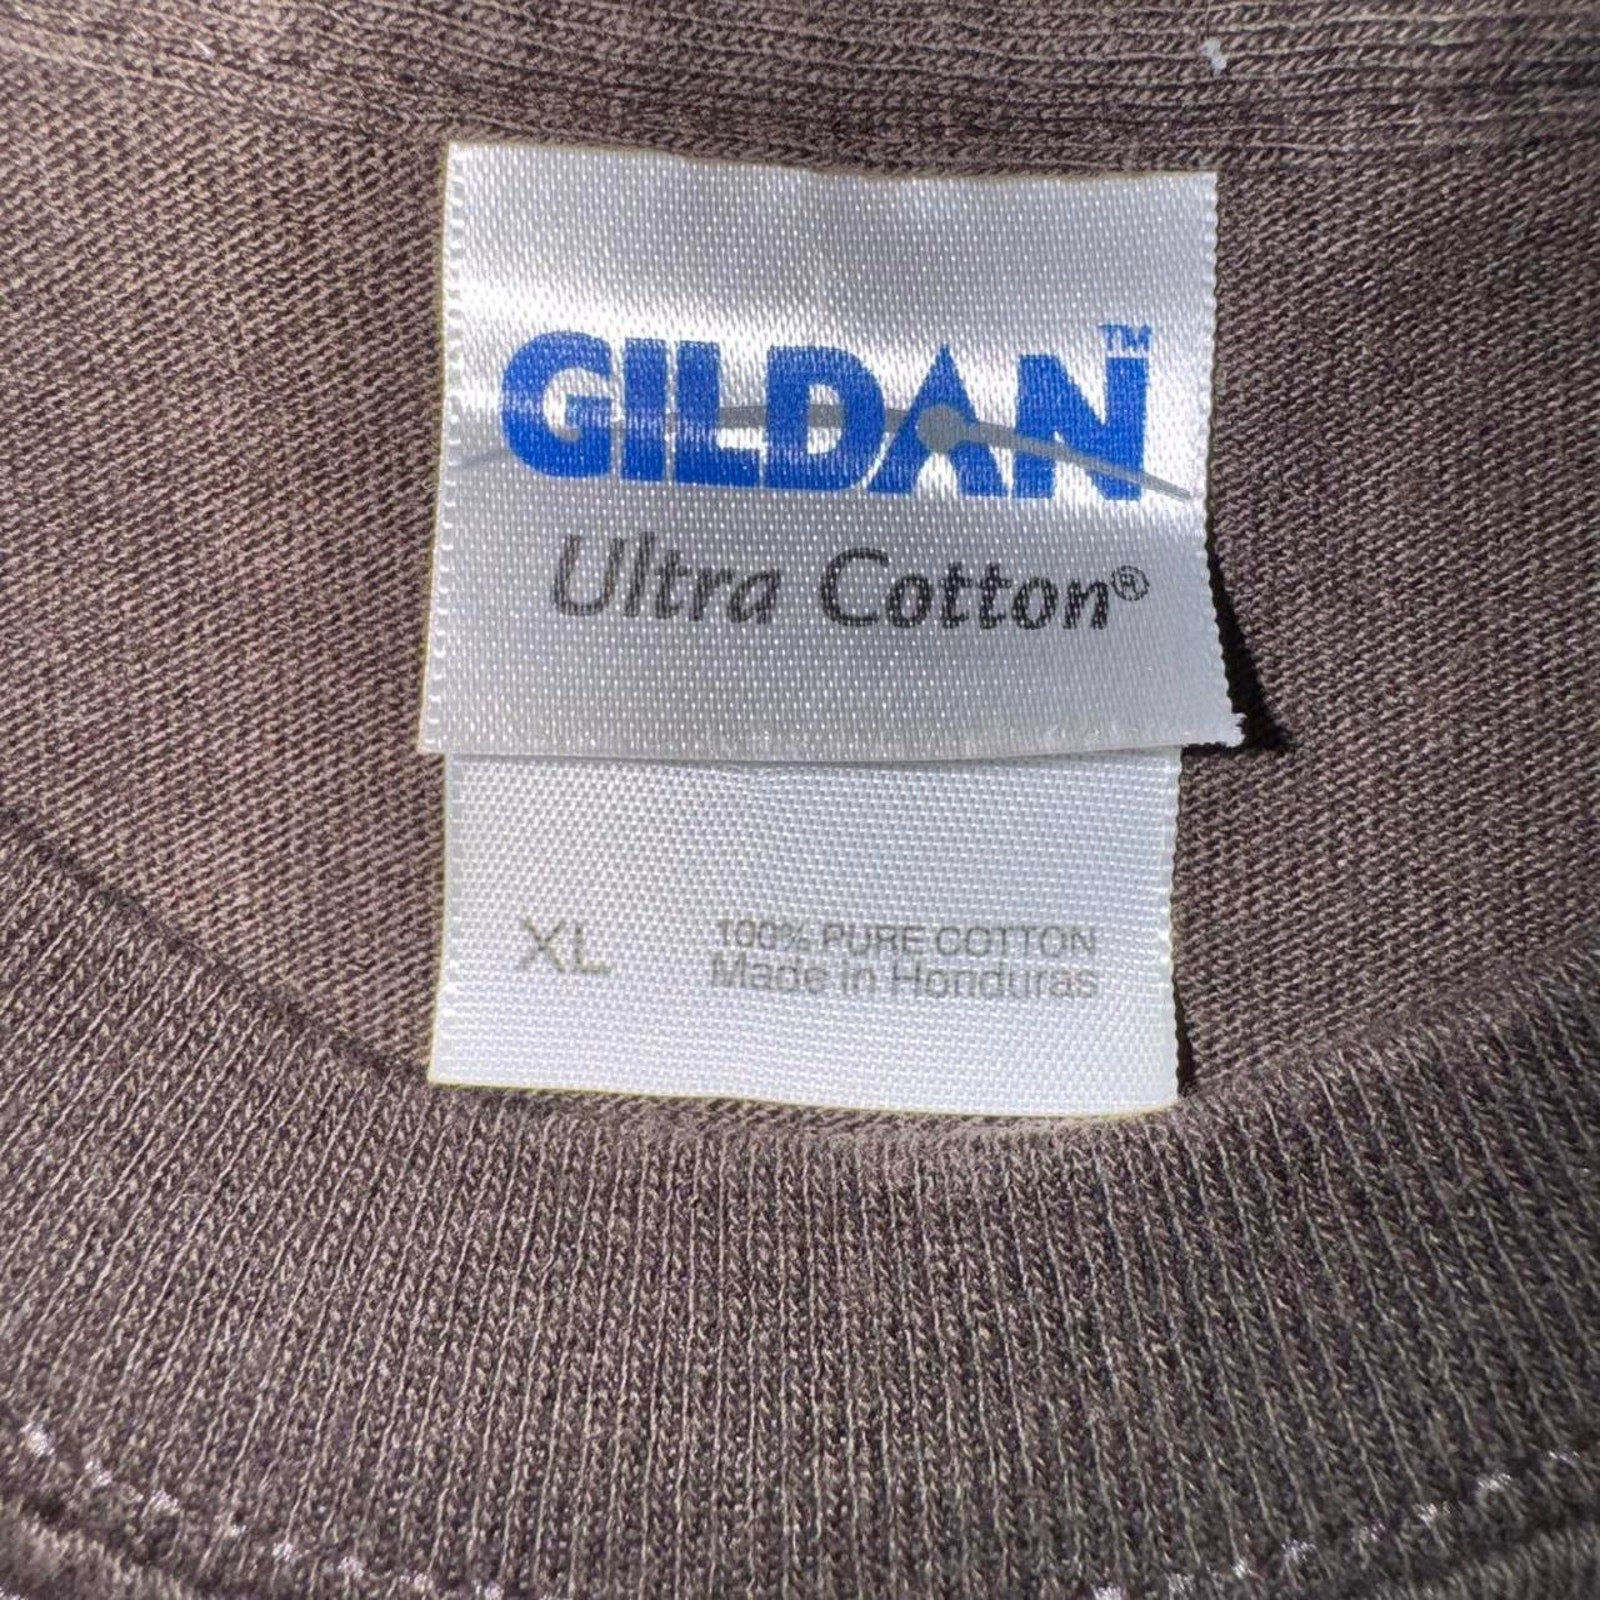 GILDAN™
Ultra Cotton®
XL 100% PURE COTTON
Made in Honduras